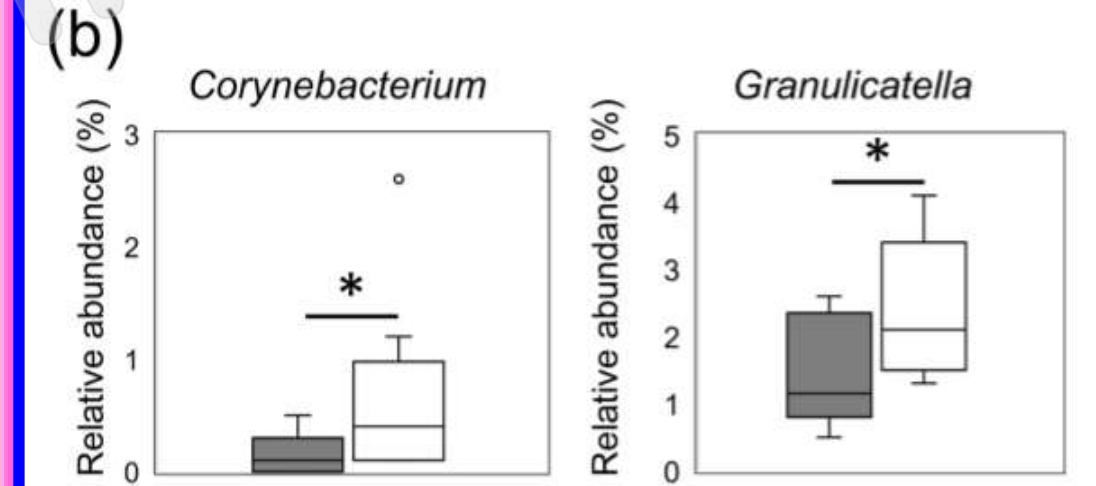 (b)
Corynebacterium
Relative abundance (%)
3
2
1
0
*
Granulicatella
Relative abundance (%)
5
4
3
2
1
0
*